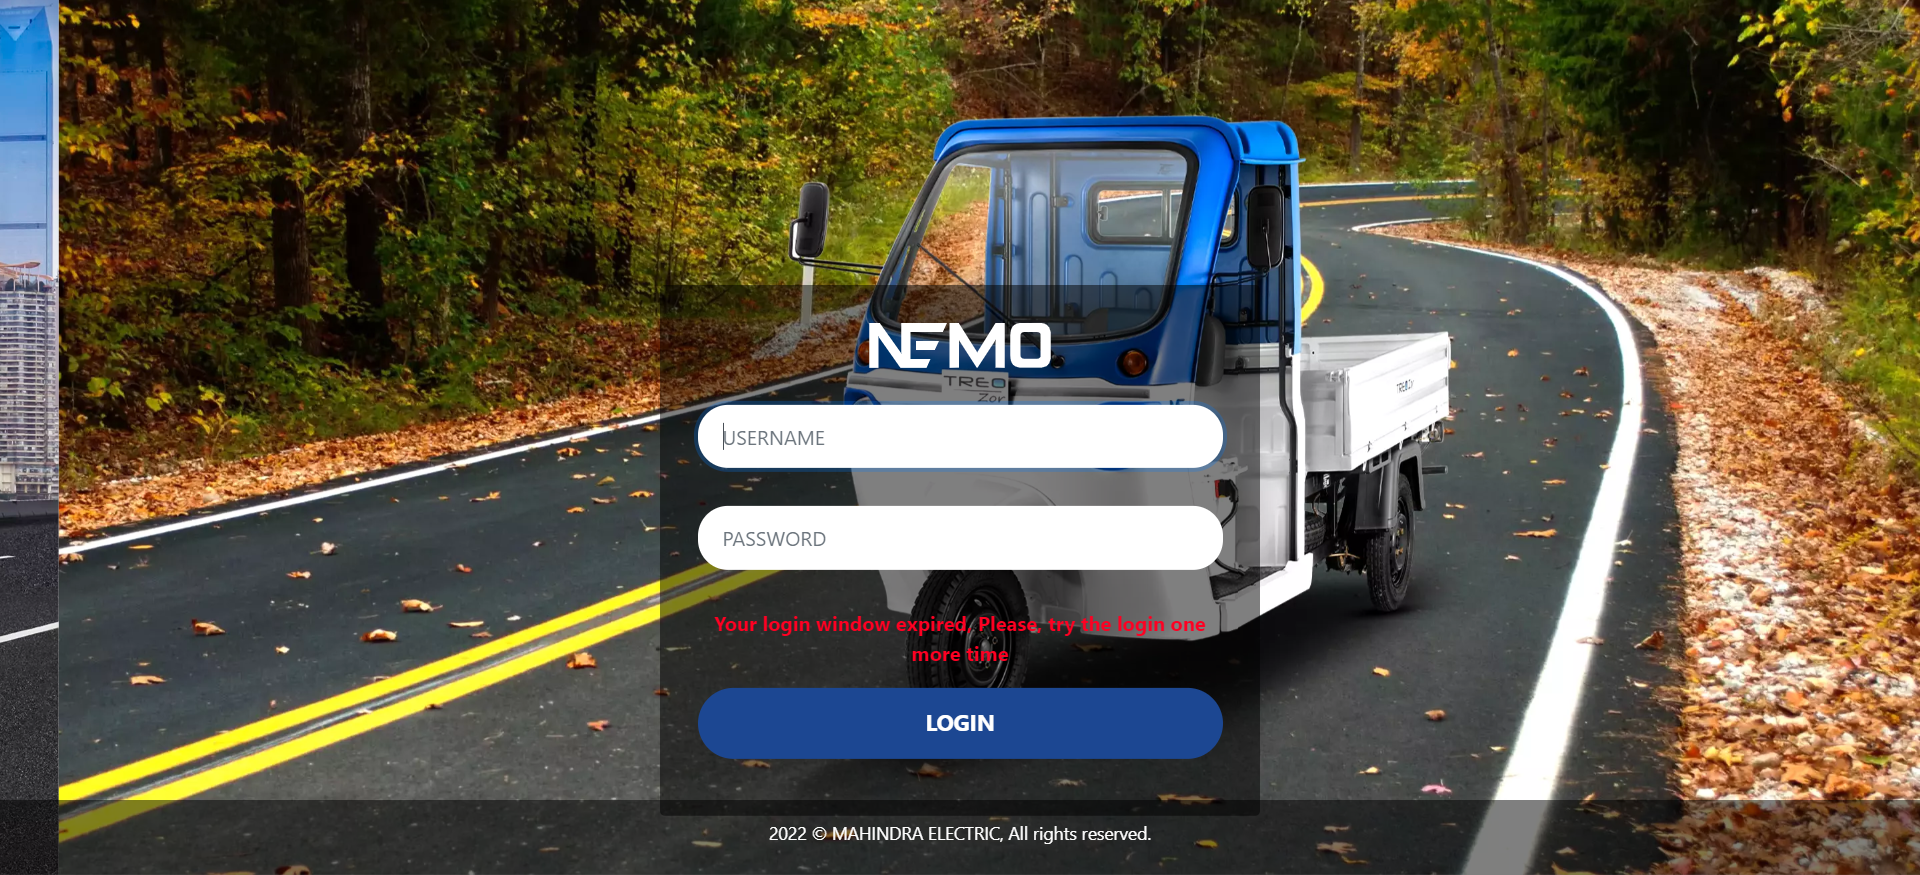 NEMO
TREO
Zor
TREO
USERNAME
PASSWORD
Your login window expired. Please, try the login one
more time
LOGIN
2022 © MAHINDRA ELECTRIC, All rights reserved.